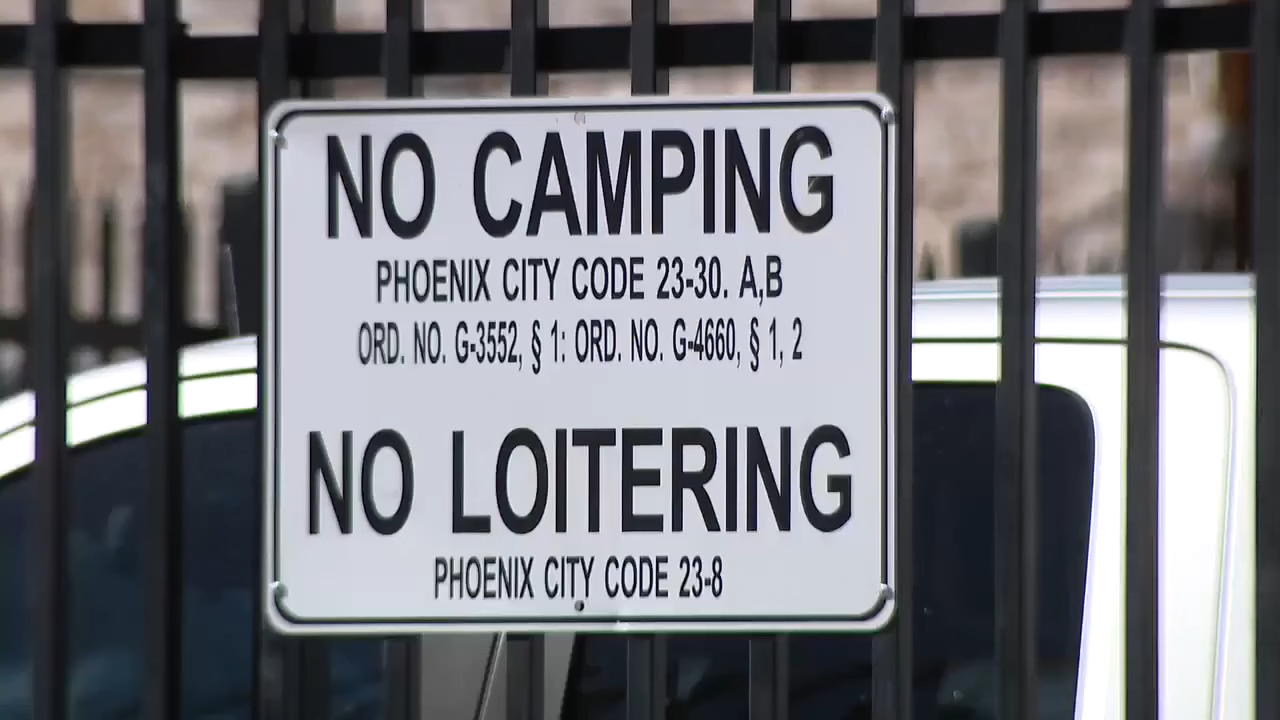 NO CAMPING
PHOENIX CITY CODE 23-30. A,B
ORD. NO. G-3552, § 1: ORD. NO. G-4660, § 1, 2
NO LOITERING
PHOENIX CITY CODE 23-8